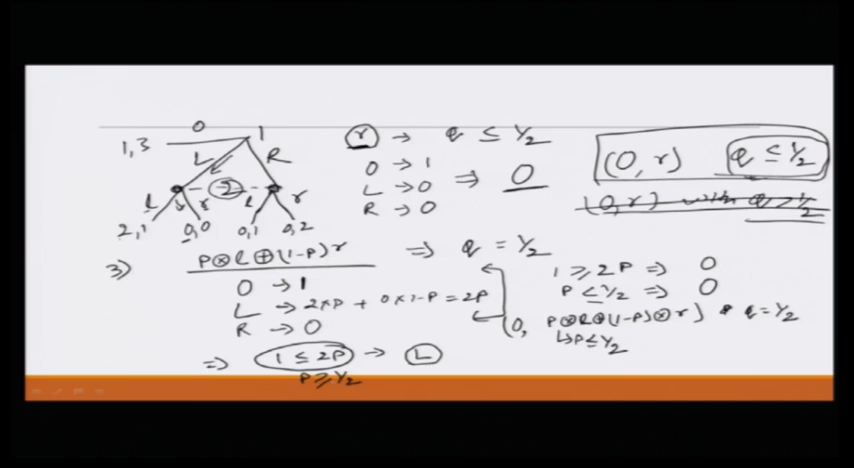 O 1
1,3 L R
l - (2) - r
l r l r
2,1 0,0 0,1 0,2
(r) → q ≤ 1/2
O → 1
L → 0 ⇒ O
R → 0
(O, r) q ≤ 1/2
(O, r) with q > 1/2
3) p⊗l⊕(1-p)r ⇒ q = 1/2
O → 1
L → 2×p + 0×1-p = 2p
R → 0
⇒ 1 ≤ 2p → L
p ≥ 1/2
1 ≥ 2p ⇒ O
p ≤ 1/2 ⇒ O
(O, p⊗l⊕(1-p)⊗r) q = 1/2
↳ p ≤ 1/2